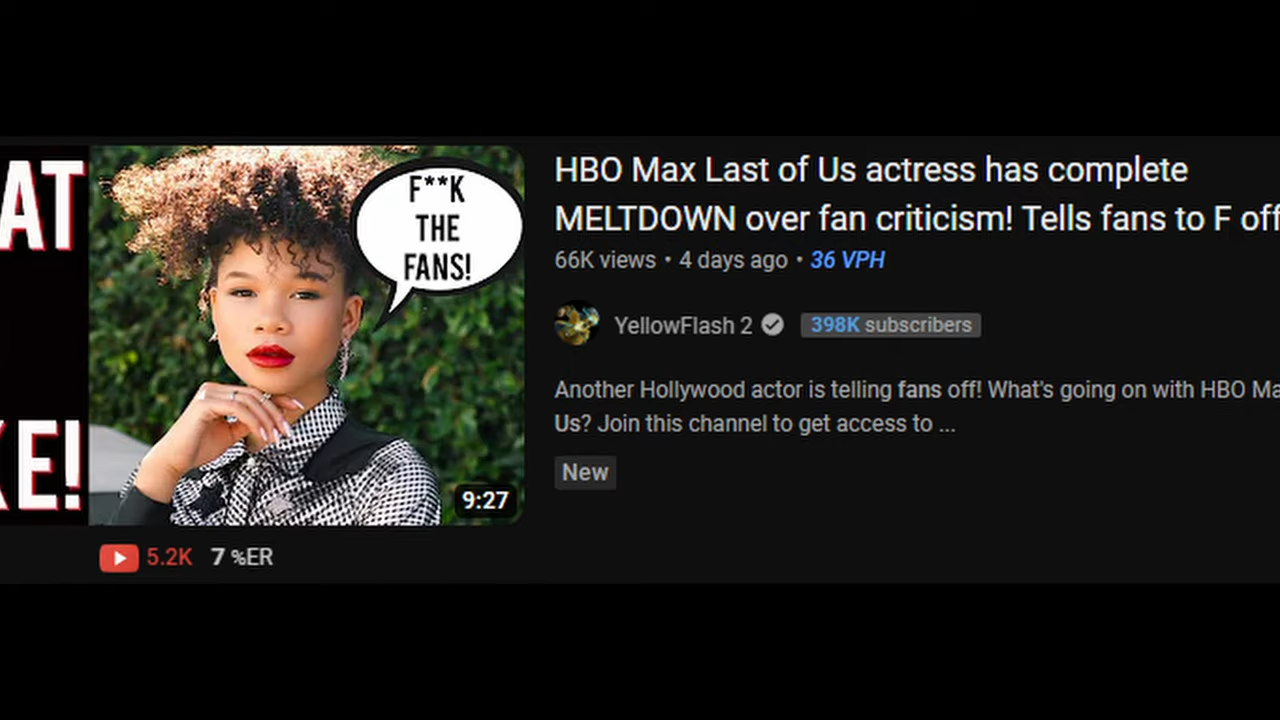 AT
KE!
F**K
THE
FANS!
9:27
5.2K 7 %ER
HBO Max Last of Us actress has complete
MELTDOWN over fan criticism! Tells fans to F off
66K views • 4 days ago • 36 VPH
YellowFlash 2
398K subscribers
Another Hollywood actor is telling fans off! What's going on with HBO Ma
Us? Join this channel to get access to ...
New